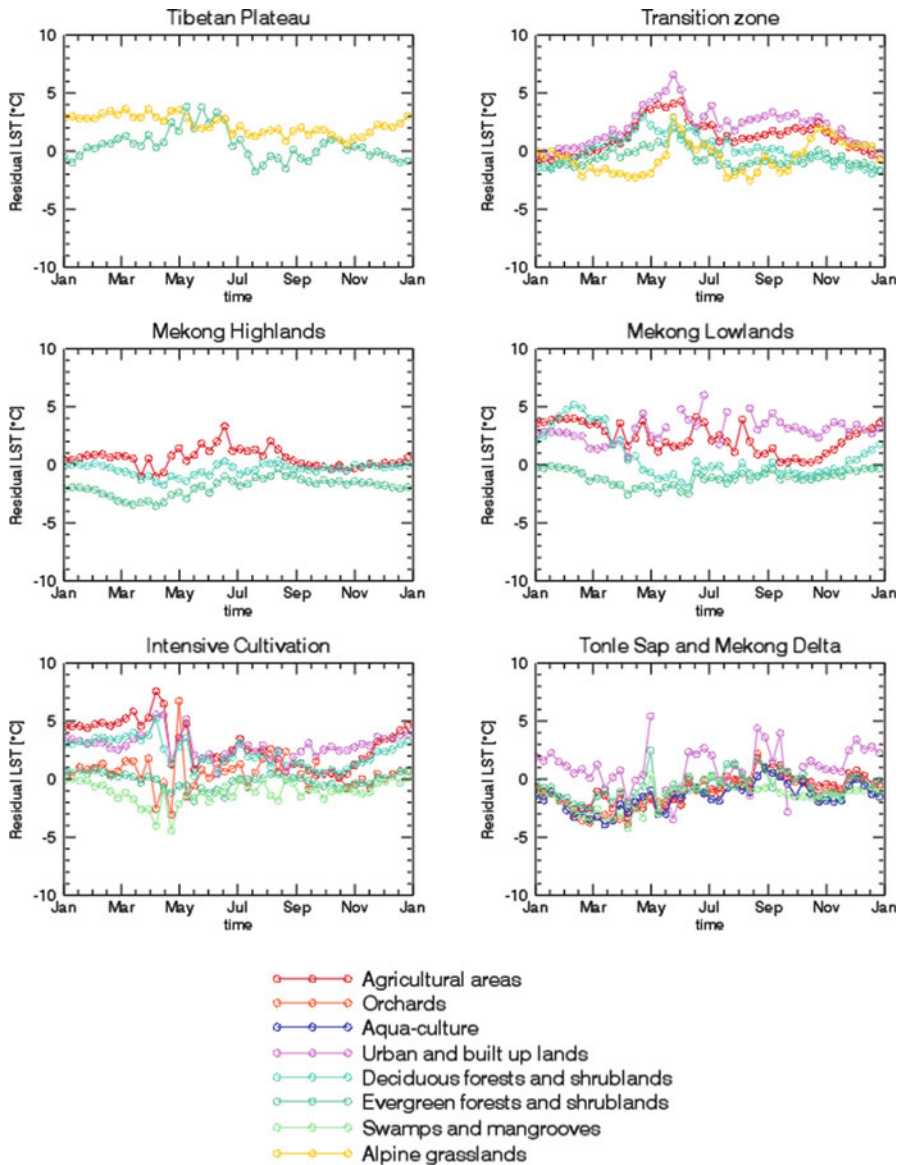 Tibetan Plateau
Transition zone
10
5
0
-5
-10
Residual LST [°C]
Jan Mar May Jul Sep Nov Jan
time
10
5
0
-5
-10
Residual LST [°C]
Jan Mar May Jul Sep Nov Jan
time
Mekong Highlands
Mekong Lowlands
10
5
0
-5
-10
Residual LST [°C]
Jan Mar May Jul Sep Nov Jan
time
10
5
0
-5
-10
Residual LST [°C]
Jan Mar May Jul Sep Nov Jan
time
Intensive Cultivation
Tonle Sap and Mekong Delta
10
5
0
-5
-10
Residual LST [°C]
Jan Mar May Jul Sep Nov Jan
time
10
5
0
-5
-10
Residual LST [°C]
Jan Mar May Jul Sep Nov Jan
time
Agricultural areas
Orchards
Aqua-culture
Urban and built up lands
Deciduous forests and shrublands
Evergreen forests and shrublands
Swamps and mangrooves
Alpine grasslands